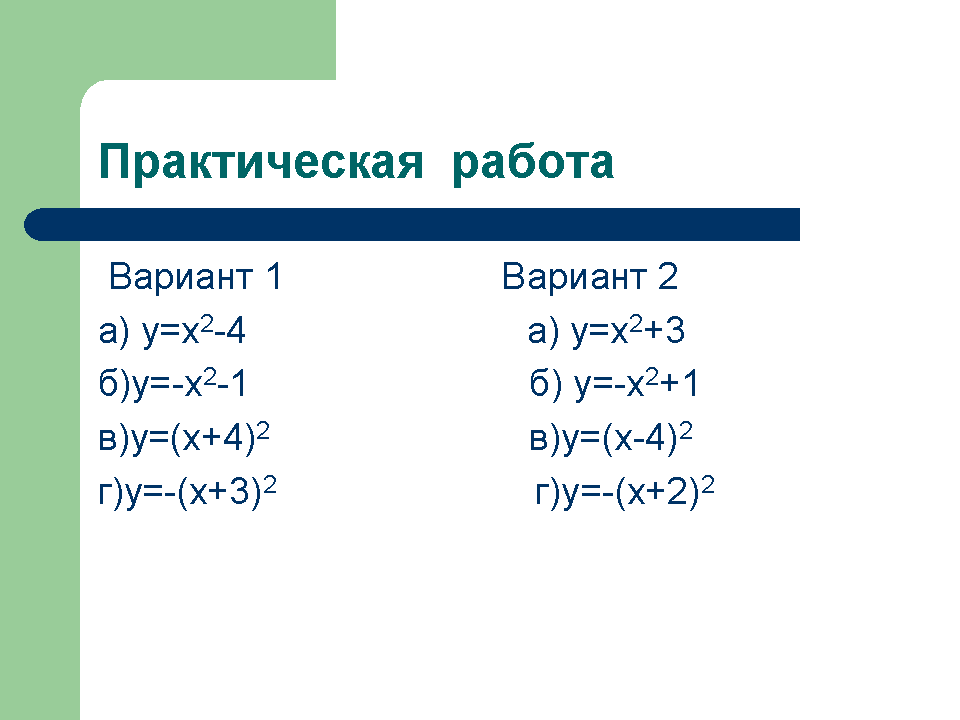 Практическая работа
Вариант 1 Вариант 2
а) у=х²-4 а) у=х²+3
б)у=-х²-1 б) у=-х²+1
в)у=(х+4)² в)у=(х-4)²
г)у=-(х+3)² г)у=-(х+2)²